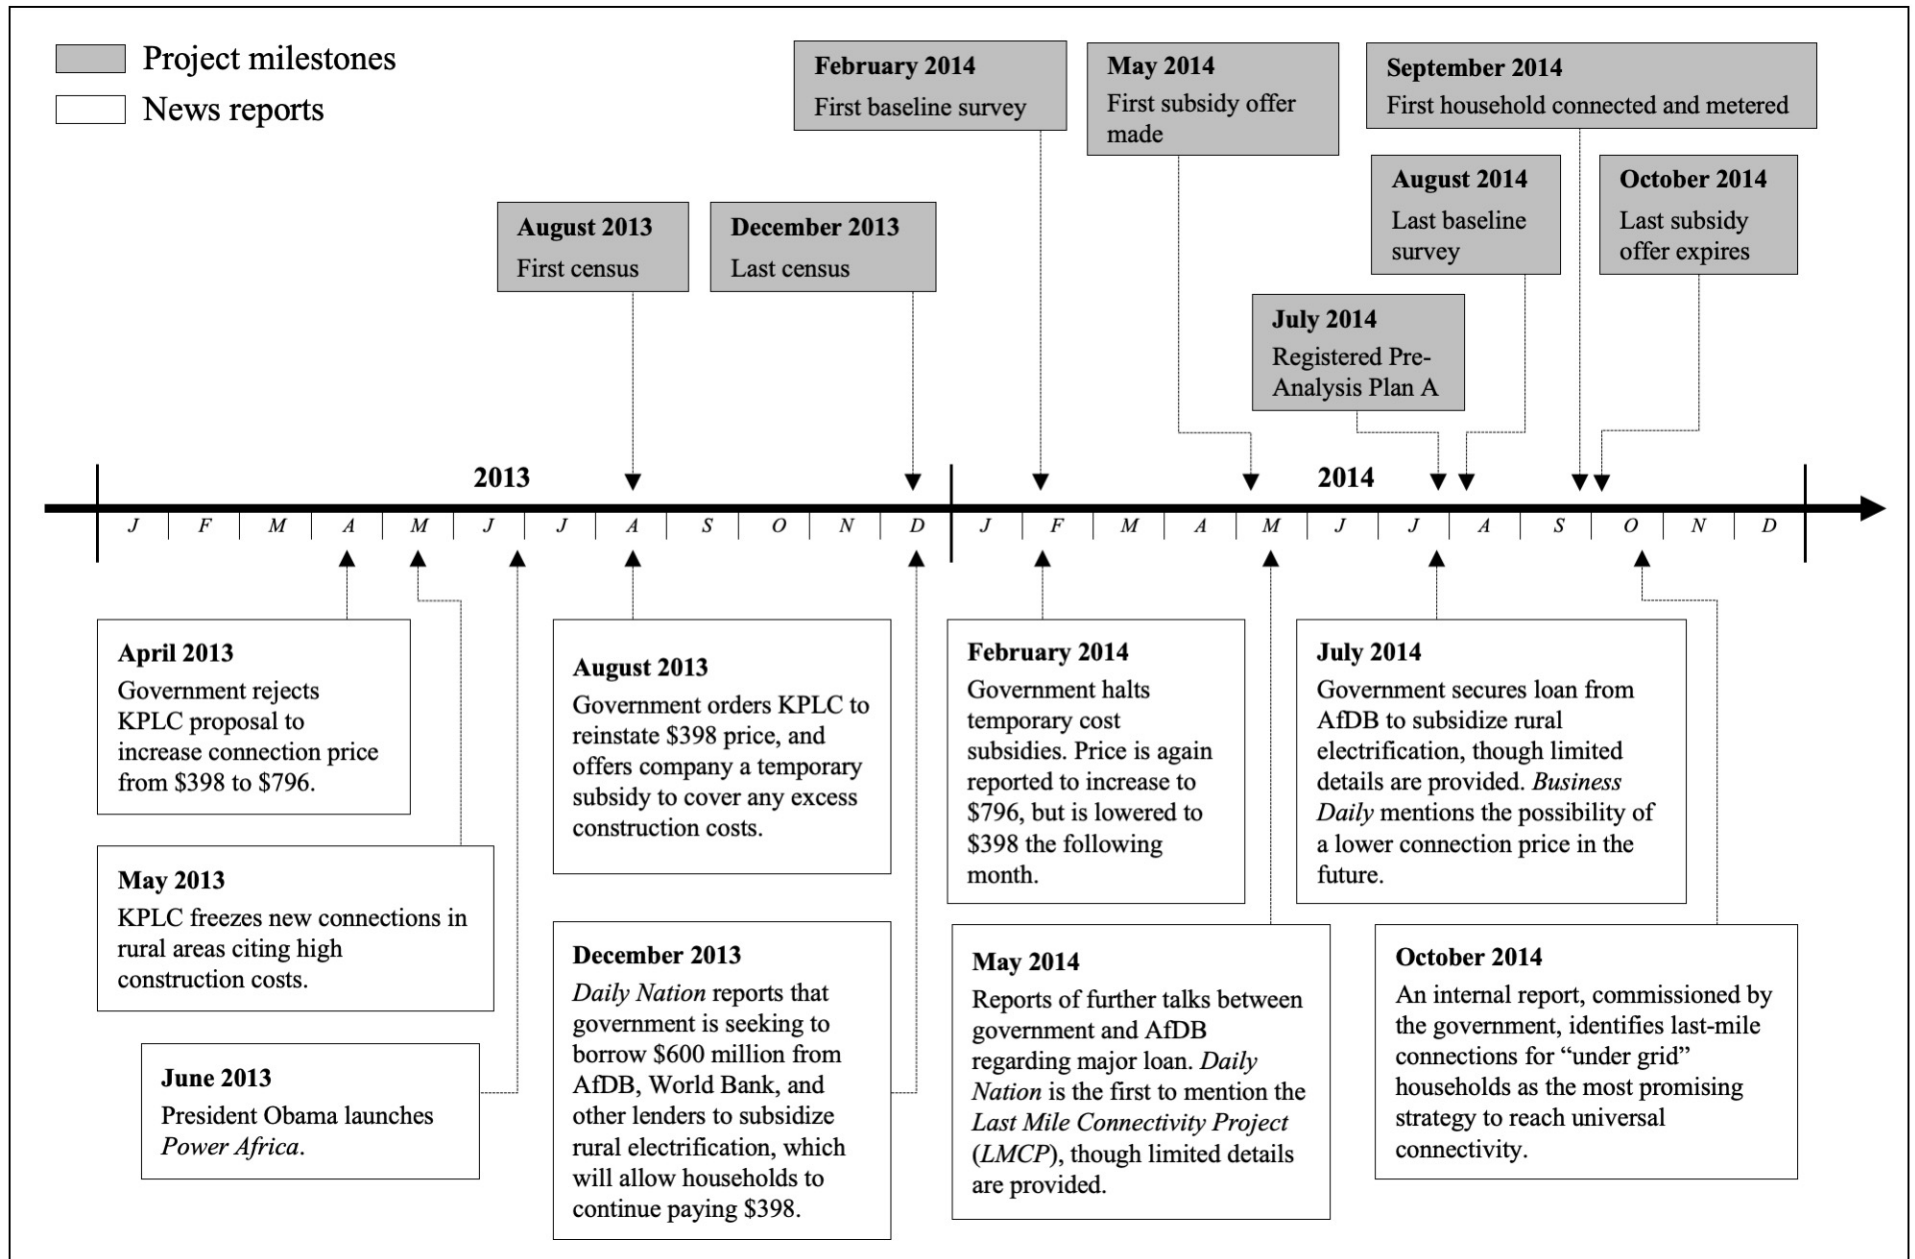 Project milestones
News reports
February 2014
First baseline survey
May 2014
First subsidy offer
made
September 2014
First household connected and metered
August 2014
Last baseline
survey
October 2014
Last subsidy
offer expires
August 2013
First census
December 2013
Last census
July 2014
Registered Pre-
Analysis Plan A
2013
2014
J F M A M J J A S O N D J F M A M J J A S O N D
April 2013
Government rejects
KPLC proposal to
increase connection price
from $398 to $796.
May 2013
KPLC freezes new connections in
rural areas citing high
construction costs.
June 2013
President Obama launches
Power Africa.
August 2013
Government orders KPLC to
reinstate $398 price, and
offers company a temporary
subsidy to cover any excess
construction costs.
December 2013
Daily Nation reports that
government is seeking to
borrow $600 million from
AfDB, World Bank, and
other lenders to subsidize
rural electrification, which
will allow households to
continue paying $398.
February 2014
Government halts
temporary cost
subsidies. Price is again
reported to increase to
$796, but is lowered to
$398 the following
month.
May 2014
Reports of further talks between
government and AfDB
regarding major loan. Daily
Nation is the first to mention the
Last Mile Connectivity Project
(LMCP), though limited details
are provided.
July 2014
Government secures loan from
AfDB to subsidize rural
electrification, though limited
details are provided. Business
Daily mentions the possibility of
a lower connection price in the
future.
October 2014
An internal report, commissioned by
the government, identifies last-mile
connections for “under grid”
households as the most promising
strategy to reach universal
connectivity.